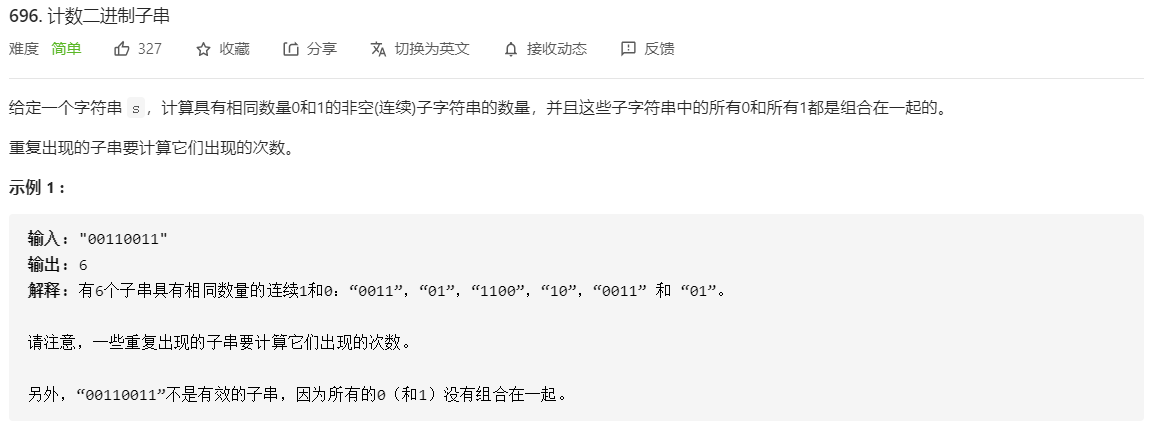 696. 计数二进制子串
难度 简单 327 收藏 分享 切换为英文 接收动态 反馈
给定一个字符串 s，计算具有相同数量0和1的非空(连续)子字符串的数量，并且这些子字符串中的所有0和所有1都是组合在一起的。
重复出现的子串要计算它们出现的次数。
示例 1 :
输入: "00110011"
输出: 6
解释: 有6个子串具有相同数量的连续1和0：“0011”，“01”，“1100”，“10”，“0011” 和 “01”。
请注意，一些重复出现的子串要计算它们出现的次数。
另外，“00110011”不是有效的子串，因为所有的0（和1）没有组合在一起。